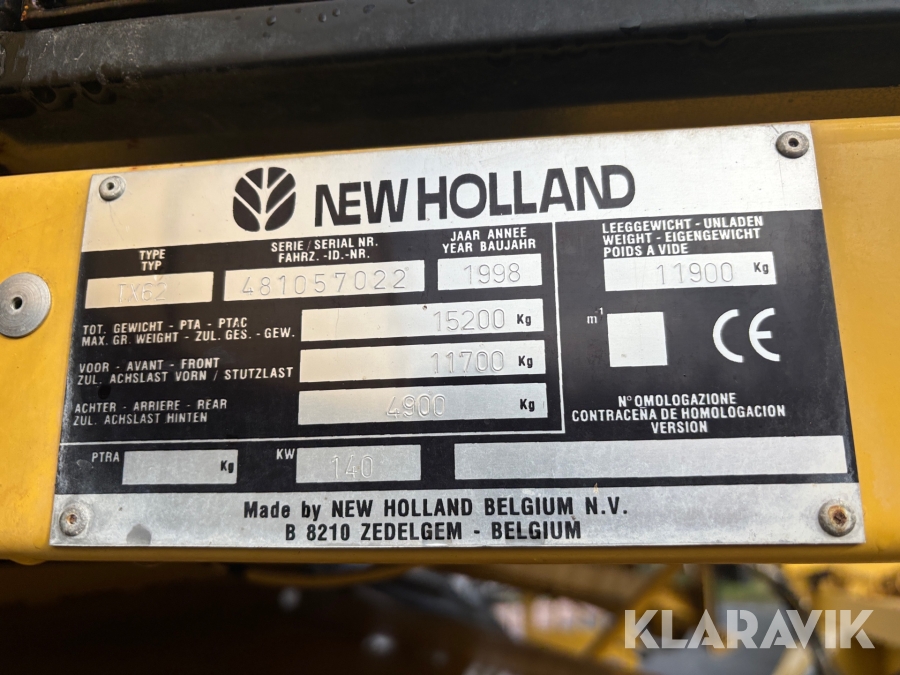 NEW HOLLAND
TYPE
TYP
TX62
SERIE / SERIAL NR.
FAHRZ. -ID.-NR.
481057022
JAAR ANNEE
YEAR BAUJAHR
1998
LEEGGEWICHT - UNLADEN
WEIGHT - EIGENGEWICHT
POIDS A VIDE
11900 Kg
TOT. GEWICHT - PTA - PTAC
MAX. GR. WEIGHT - ZUL. GES. - GEW.
15200 Kg
VOOR - AVANT - FRONT
ZUL. ACHSLAST VORN / STUTZLAST
11700 Kg
ACHTER - ARRIERE - REAR
ZUL. ACHSLAST HINTEN
4900 Kg
m-1
CE
N° OMOLOGAZIONE
CONTRACEÑA DE HOMOLOGACION
VERSION
PTRA Kg
KW 140
Made by NEW HOLLAND BELGIUM N.V.
B 8210 ZEDELGEM - BELGIUM
KLARAVIK